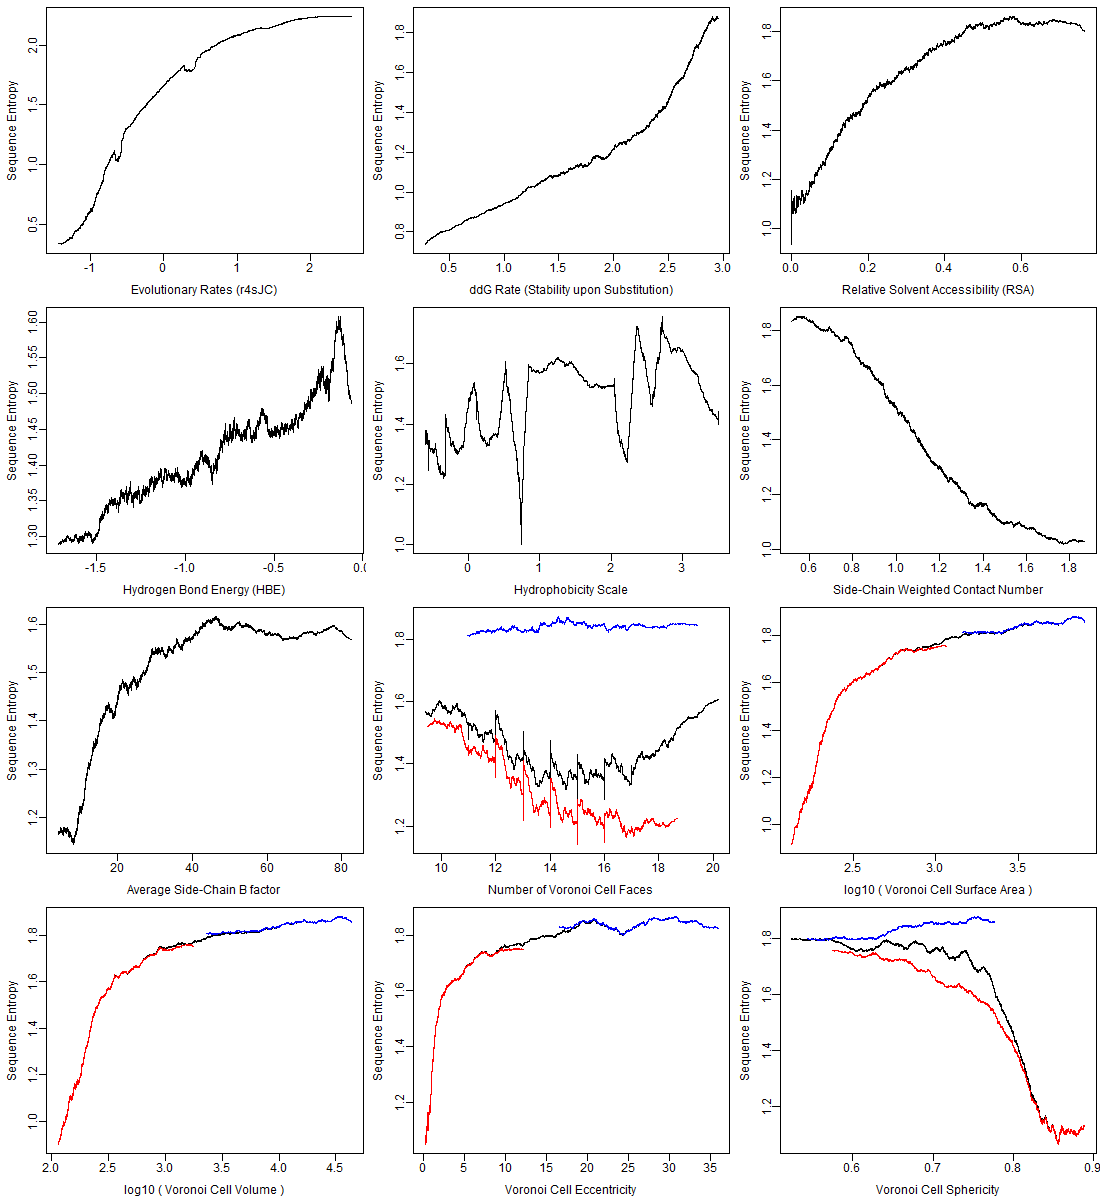 Sequence Entropy
0.5 1.0 1.5 2.0
-1 0 1 2
Evolutionary Rates (r4sJC)
Sequence Entropy
0.8 1.0 1.2 1.4 1.6 1.8
0.5 1.0 1.5 2.0 2.5 3.0
ddG Rate (Stability upon Substitution)
Sequence Entropy
1.0 1.2 1.4 1.6 1.8
0.0 0.2 0.4 0.6
Relative Solvent Accessibility (RSA)
Sequence Entropy
1.30 1.35 1.40 1.45 1.50 1.55 1.60
-1.5 -1.0 -0.5 0.0
Hydrogen Bond Energy (HBE)
Sequence Entropy
1.0 1.2 1.4 1.6
0 1 2 3
Hydrophobicity Scale
Sequence Entropy
1.0 1.2 1.4 1.6 1.8
0.6 0.8 1.0 1.2 1.4 1.6 1.8
Side-Chain Weighted Contact Number
Sequence Entropy
1.2 1.3 1.4 1.5 1.6
20 40 60 80
Average Side-Chain B factor
Sequence Entropy
1.2 1.4 1.6 1.8
10 12 14 16 18 20
Number of Voronoi Cell Faces
Sequence Entropy
1.0 1.2 1.4 1.6 1.8
2.5 3.0 3.5
log10 ( Voronoi Cell Surface Area )
Sequence Entropy
1.0 1.2 1.4 1.6 1.8
2.0 2.5 3.0 3.5 4.0 4.5
log10 ( Voronoi Cell Volume )
Sequence Entropy
1.2 1.4 1.6 1.8
0 5 10 15 20 25 30 35
Voronoi Cell Eccentricity
Sequence Entropy
1.2 1.4 1.6 1.8
0.6 0.7 0.8 0.9
Voronoi Cell Sphericity